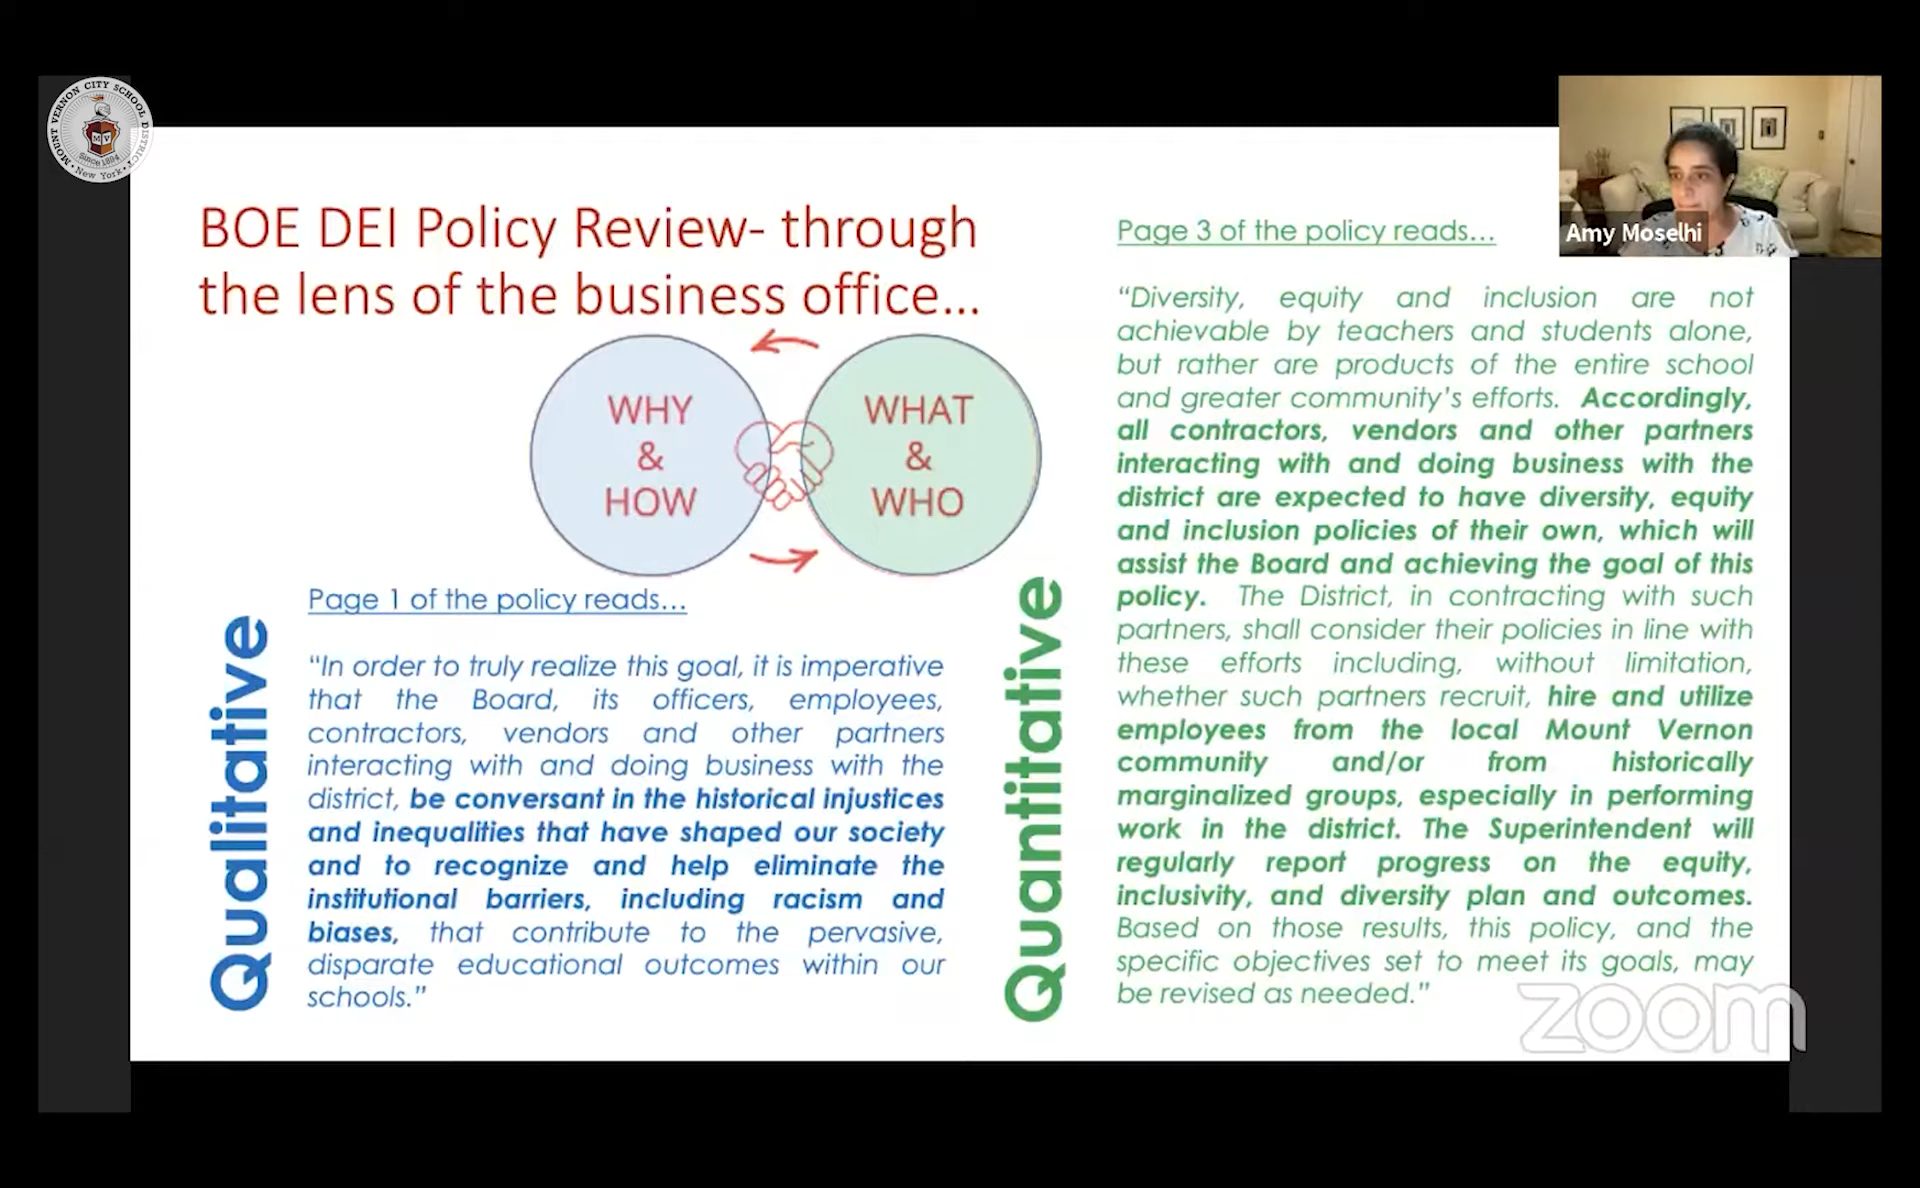 MOUNT VERNON CITY SCHOOL DISTRICT
MV
Since 1894
New York
BOE DEI Policy Review- through
the lens of the business office...
WHY
&
HOW
WHAT
&
WHO
Qualitative
Page 1 of the policy reads...
“In order to truly realize this goal, it is imperative
that the Board, its officers, employees,
contractors, vendors and other partners
interacting with and doing business with the
district, be conversant in the historical injustices
and inequalities that have shaped our society
and to recognize and help eliminate the
institutional barriers, including racism and
biases, that contribute to the pervasive,
disparate educational outcomes within our
schools.”
Quantitative
Page 3 of the policy reads...
“Diversity, equity and inclusion are not
achievable by teachers and students alone,
but rather are products of the entire school
and greater community’s efforts. Accordingly,
all contractors, vendors and other partners
interacting with and doing business with the
district are expected to have diversity, equity
and inclusion policies of their own, which will
assist the Board and achieving the goal of this
policy. The District, in contracting with such
partners, shall consider their policies in line with
these efforts including, without limitation,
whether such partners recruit, hire and utilize
employees from the local Mount Vernon
community and/or from historically
marginalized groups, especially in performing
work in the district. The Superintendent will
regularly report progress on the equity,
inclusivity, and diversity plan and outcomes.
Based on those results, this policy, and the
specific objectives set to meet its goals, may
be revised as needed.”
Amy Moselhi
zoom